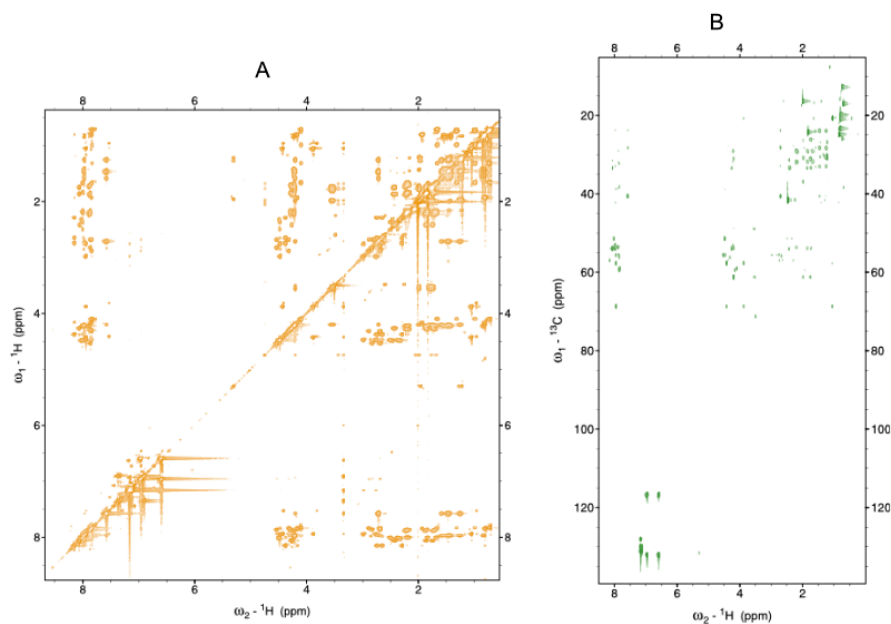 A
8 6 4 2
2 2
4 4
6 6
8 8
8 6 4 2
ω1 - 1H (ppm)
ω2 - 1H (ppm)
B
8 6 4 2
20 20
40 40
60 60
80 80
100 100
120 120
8 6 4 2
ω1 - 13C (ppm)
ω2 - 1H (ppm)